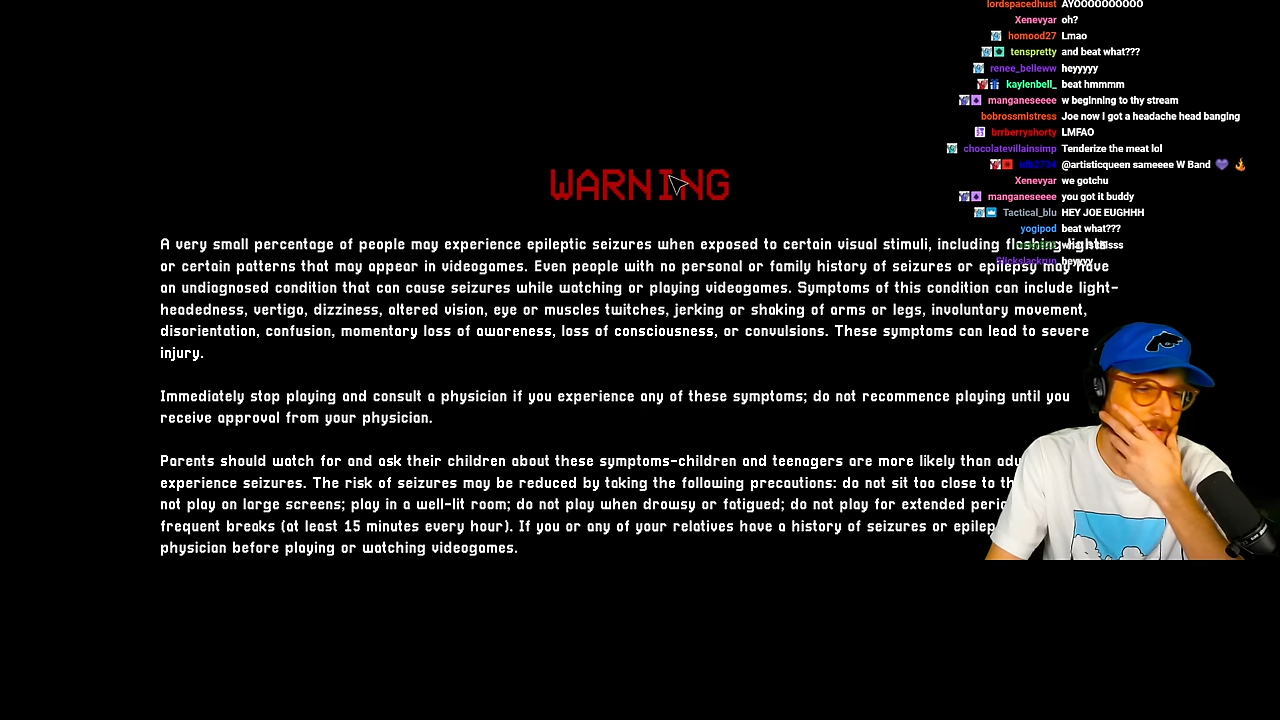 lordspacedhust AYOOOOOOOOOO
Xenevyar oh?
homood27 Lmao
tenspretty and beat what???
renee_belleww heyyyyy
kaylenbell_ beat hmmmm
manganeseeee w beginning to thy stream
bobrossmistress Joe now I got a headache head banging
brrberryshorty LMFAO
chocolatevillainsimp Tenderize the meat lol
@artisticqueen sameeee W Band
Xenevyar we gotchu
manganeseeee you got it buddy
Tactical_blu HEY JOE EUGHHH
yogipod beat what???
heyyyy
WARNING
A very small percentage of people may experience epileptic seizures when exposed to certain visual stimuli, including flashing lights
or certain patterns that may appear in videogames. Even people with no personal or family history of seizures or epilepsy may have
an undiagnosed condition that can cause seizures while watching or playing videogames. Symptoms of this condition can include light-
headedness, vertigo, dizziness, altered vision, eye or muscles twitches, jerking or shaking of arms or legs, involuntary movement,
disorientation, confusion, momentary loss of awareness, loss of consciousness, or convulsions. These symptoms can lead to severe
injury.
Immediately stop playing and consult a physician if you experience any of these symptoms; do not recommence playing until you
receive approval from your physician.
Parents should watch for and ask their children about these symptoms-children and teenagers are more likely than adu
experience seizures. The risk of seizures may be reduced by taking the following precautions: do not sit too close to th
not play on large screens; play in a well-lit room; do not play when drowsy or fatigued; do not play for extended peri
frequent breaks (at least 15 minutes every hour). If you or any of your relatives have a history of seizures or epilep
physician before playing or watching videogames.